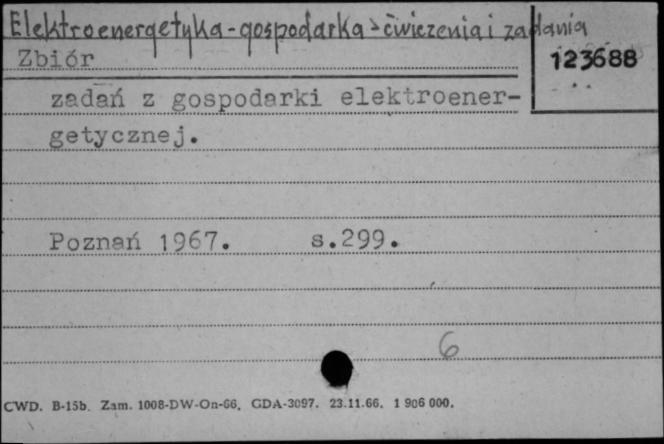 Elektroenergetyka-gospodarka-ćwiczenia i zadania
Zbiór
123688
zadań z gospodarki elektroener-
getycznej.
Poznań 1967. s.299.
6
CWD. B-15b. Zam. 1008-DW-On-66. GDA-3097. 23.11.66. 1 906 000.